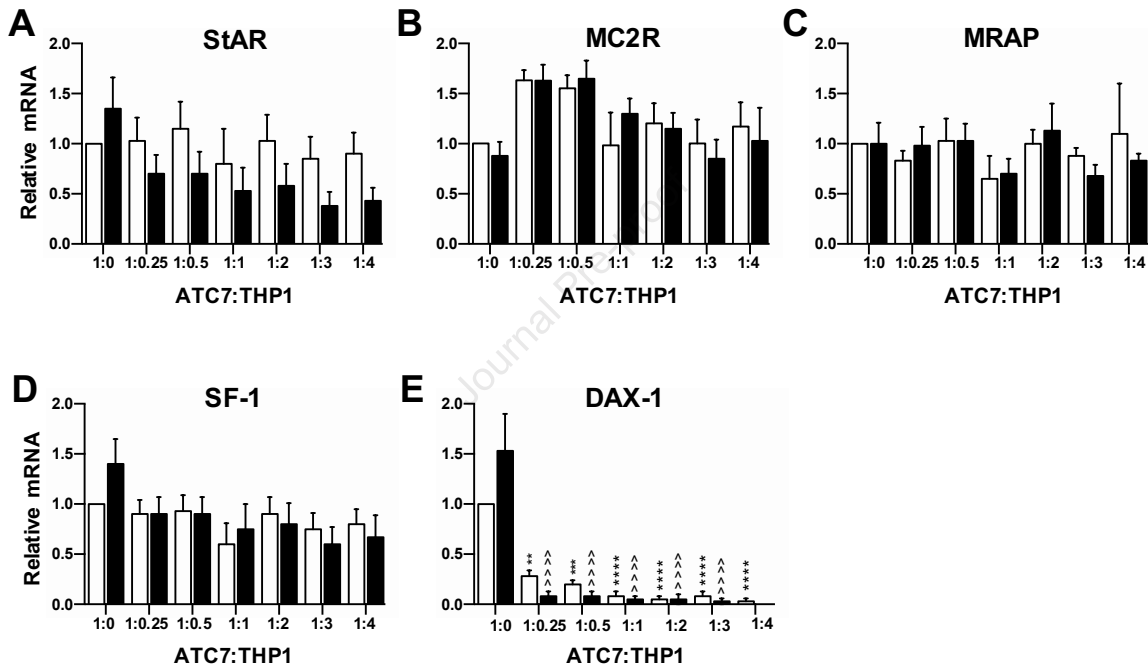 A
StAR
Relative mRNA
2.0
1.5
1.0
0.5
0.0
1:0 1:0.25 1:0.5 1:1 1:2 1:3 1:4
ATC7:THP1
B
MC2R
2.0
1.5
1.0
0.5
0.0
1:0 1:0.25 1:0.5 1:1 1:2 1:3 1:4
ATC7:THP1
C
MRAP
2.0
1.5
1.0
0.5
0.0
1:0 1:0.25 1:0.5 1:1 1:2 1:3 1:4
ATC7:THP1
Journal Pre-proof
D
SF-1
Relative mRNA
2.0
1.5
1.0
0.5
0.0
1:0 1:0.25 1:0.5 1:1 1:2 1:3 1:4
ATC7:THP1
E
DAX-1
2.0
1.5
1.0
0.5
0.0
** ^^^^ *** ^^^^ **** ^^^^ **** ^^^^ **** ^^^^ ****
1:0 1:0.25 1:0.5 1:1 1:2 1:3 1:4
ATC7:THP1